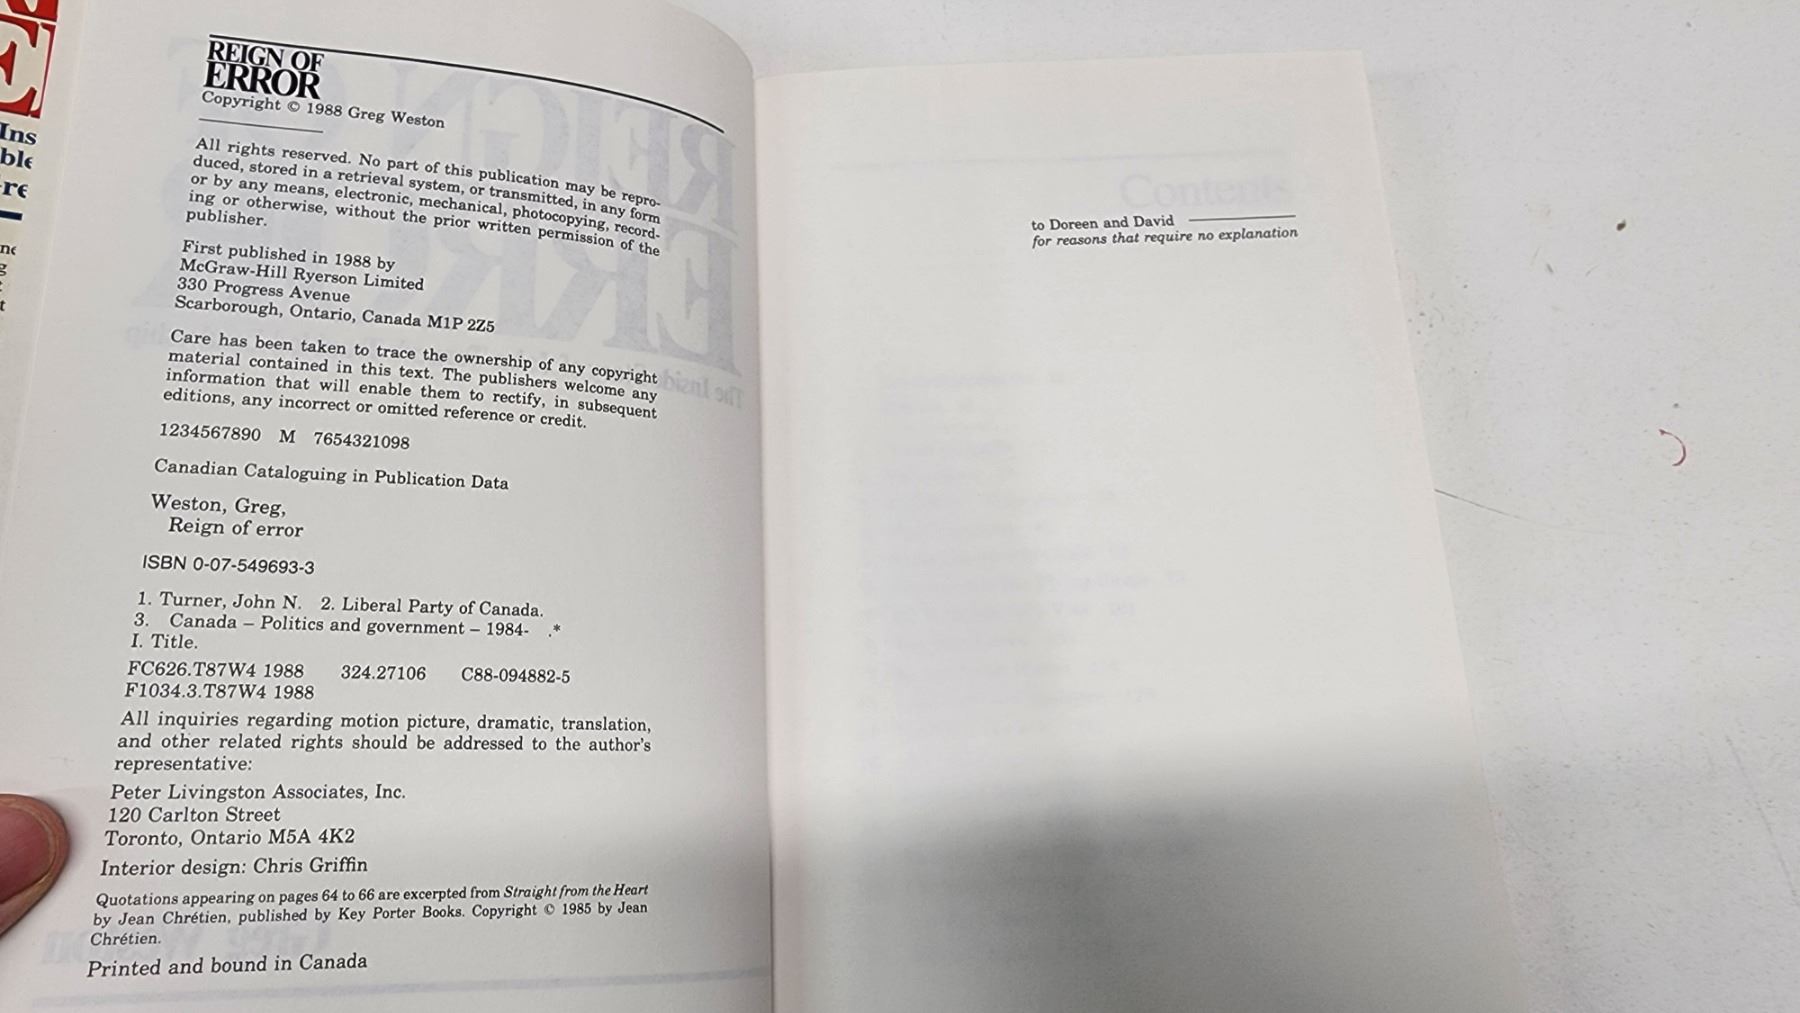 REIGN OF
ERROR
Copyright © 1988 Greg Weston
All rights reserved. No part of this publication may be repro-
duced, stored in a retrieval system, or transmitted, in any form
or by any means, electronic, mechanical, photocopying, record-
ing or otherwise, without the prior written permission of the
publisher.
First published in 1988 by
McGraw-Hill Ryerson Limited
330 Progress Avenue
Scarborough, Ontario, Canada M1P 2Z5
Care has been taken to trace the ownership of any copyright
material contained in this text. The publishers welcome any
information that will enable them to rectify, in subsequent
editions, any incorrect or omitted reference or credit.
1234567890 M 7654321098
Canadian Cataloguing in Publication Data
Weston, Greg,
Reign of error
ISBN 0-07-549693-3
1. Turner, John N. 2. Liberal Party of Canada.
3. Canada – Politics and government – 1984- .*
I. Title.
FC626.T87W4 1988 324.27106 C88-094882-5
F1034.3.T87W4 1988
All inquiries regarding motion picture, dramatic, translation,
and other related rights should be addressed to the author's
representative:
Peter Livingston Associates, Inc.
120 Carlton Street
Toronto, Ontario M5A 4K2
Interior design: Chris Griffin
Quotations appearing on pages 64 to 66 are excerpted from Straight from the Heart
by Jean Chrétien, published by Key Porter Books. Copyright © 1985 by Jean
Chrétien.
Printed and bound in Canada
to Doreen and David
for reasons that require no explanation
Contents